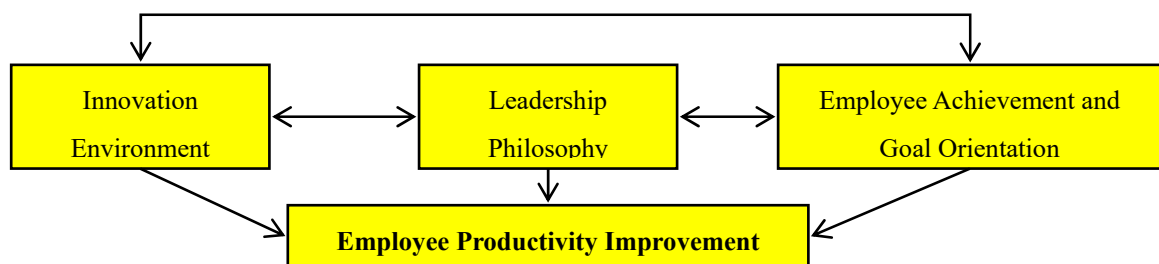 Innovation
Environment
Leadership
Philosophy
Employee Achievement and
Goal Orientation
Employee Productivity Improvement